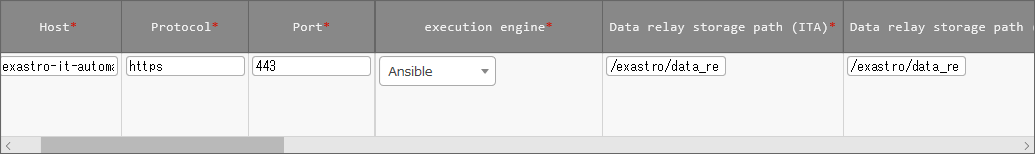 Host* Protocol* Port* execution engine* Data relay storage path (ITA)* Data relay storage path
exastro-it-automa https 443 Ansible /exastro/data_re /exastro/data_re